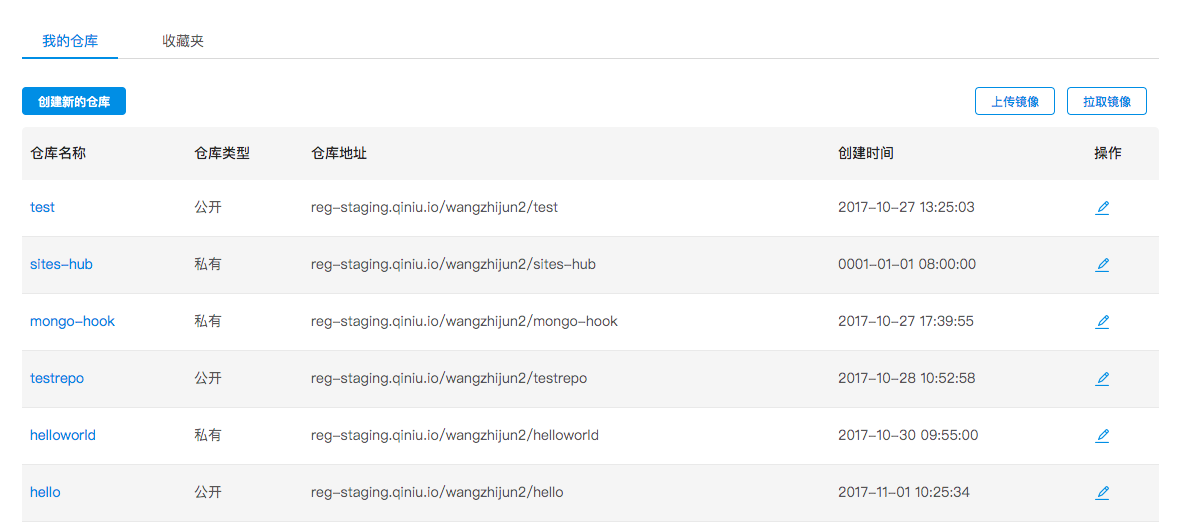 我的仓库 收藏夹
创建新的仓库 上传镜像 拉取镜像
仓库名称 仓库类型 仓库地址 创建时间 操作
test 公开 reg-staging.qiniu.io/wangzhijun2/test 2017-10-27 13:25:03
sites-hub 私有 reg-staging.qiniu.io/wangzhijun2/sites-hub 0001-01-01 08:00:00
mongo-hook 私有 reg-staging.qiniu.io/wangzhijun2/mongo-hook 2017-10-27 17:39:55
testrepo 公开 reg-staging.qiniu.io/wangzhijun2/testrepo 2017-10-28 10:52:58
helloworld 私有 reg-staging.qiniu.io/wangzhijun2/helloworld 2017-10-30 09:55:00
hello 公开 reg-staging.qiniu.io/wangzhijun2/hello 2017-11-01 10:25:34